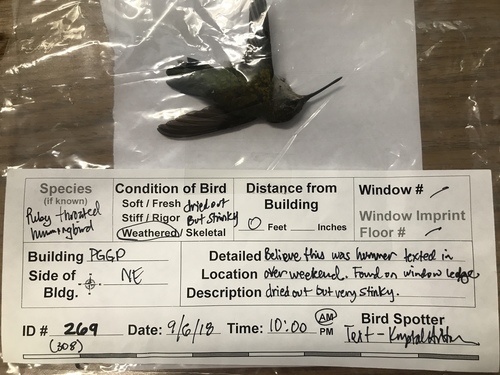 Species
(if known)
Ruby throated
hummingbird
Condition of Bird
Soft / Fresh dried out
Stiff / Rigor But stinky
Weathered / Skeletal
Distance from
Building
0 Feet Inches
Window #
Window Imprint
Floor #
Building PGGP
Side of NE
Bldg.
Detailed Believe this was hummer texted in
Location over weekend. Found on window ledge,
Description dried out but very stinky.
ID # 269 Date: 9/6/18 Time: 10:00 AM PM
(308)
Bird Spotter
Text - Krystal